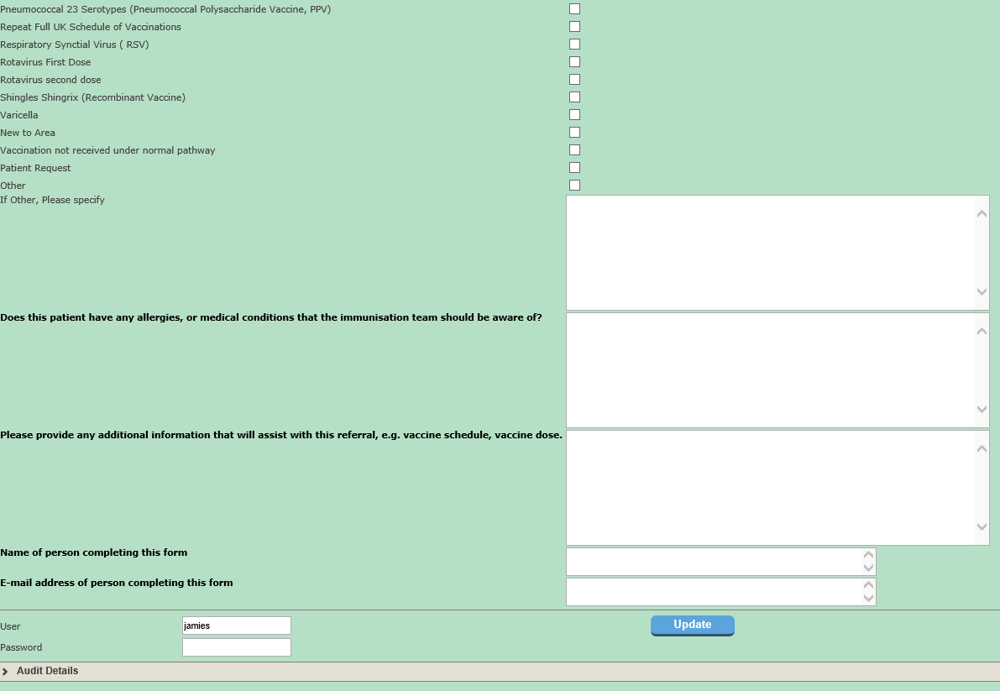 Pneumococcal 23 Serotypes (Pneumococcal Polysaccharide Vaccine, PPV)
Repeat Full UK Schedule of Vaccinations
Respiratory Synctial Virus ( RSV)
Rotavirus First Dose
Rotavirus second dose
Shingles Shingrix (Recombinant Vaccine)
Varicella
New to Area
Vaccination not received under normal pathway
Patient Request
Other
If Other, Please specify
Does this patient have any allergies, or medical conditions that the immunisation team should be aware of?
Please provide any additional information that will assist with this referral, e.g. vaccine schedule, vaccine dose.
Name of person completing this form
E-mail address of person completing this form
User jamies Update
Password
Audit Details